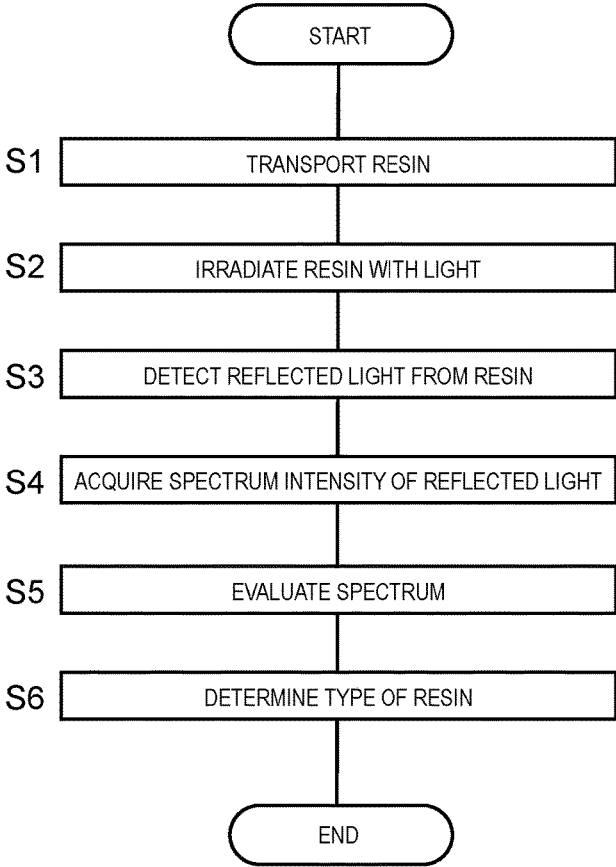 START
S1 TRANSPORT RESIN
S2 IRRADIATE RESIN WITH LIGHT
S3 DETECT REFLECTED LIGHT FROM RESIN
S4 ACQUIRE SPECTRUM INTENSITY OF REFLECTED LIGHT
S5 EVALUATE SPECTRUM
S6 DETERMINE TYPE OF RESIN
END